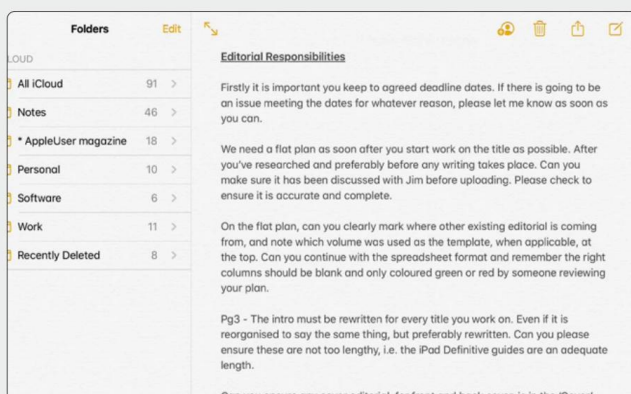 Folders
Edit
LOUD
All iCloud 91
Notes 46
* AppleUser magazine 18
Personal 10
Software 6
Work 11
Recently Deleted 8
Editorial Responsibilities
Firstly it is important you keep to agreed deadline dates. If there is going to be
an issue meeting the dates for whatever reason, please let me know as soon as
you can.
We need a flat plan as soon after you start work on the title as possible. After
you've researched and preferably before any writing takes place. Can you
make sure it has been discussed with Jim before uploading. Please check to
ensure it is accurate and complete.
On the flat plan, can you clearly mark where other existing editorial is coming
from, and note which volume was used as the template, when applicable, at
the top. Can you continue with the spreadsheet format and remember the right
columns should be blank and only coloured green or red by someone reviewing
your plan.
Pg3 - The intro must be rewritten for every title you work on. Even if it is
reorganised to say the same thing, but preferably rewritten. Can you please
ensure these are not too lengthy, i.e. the iPad Definitive guides are an adequate
length.